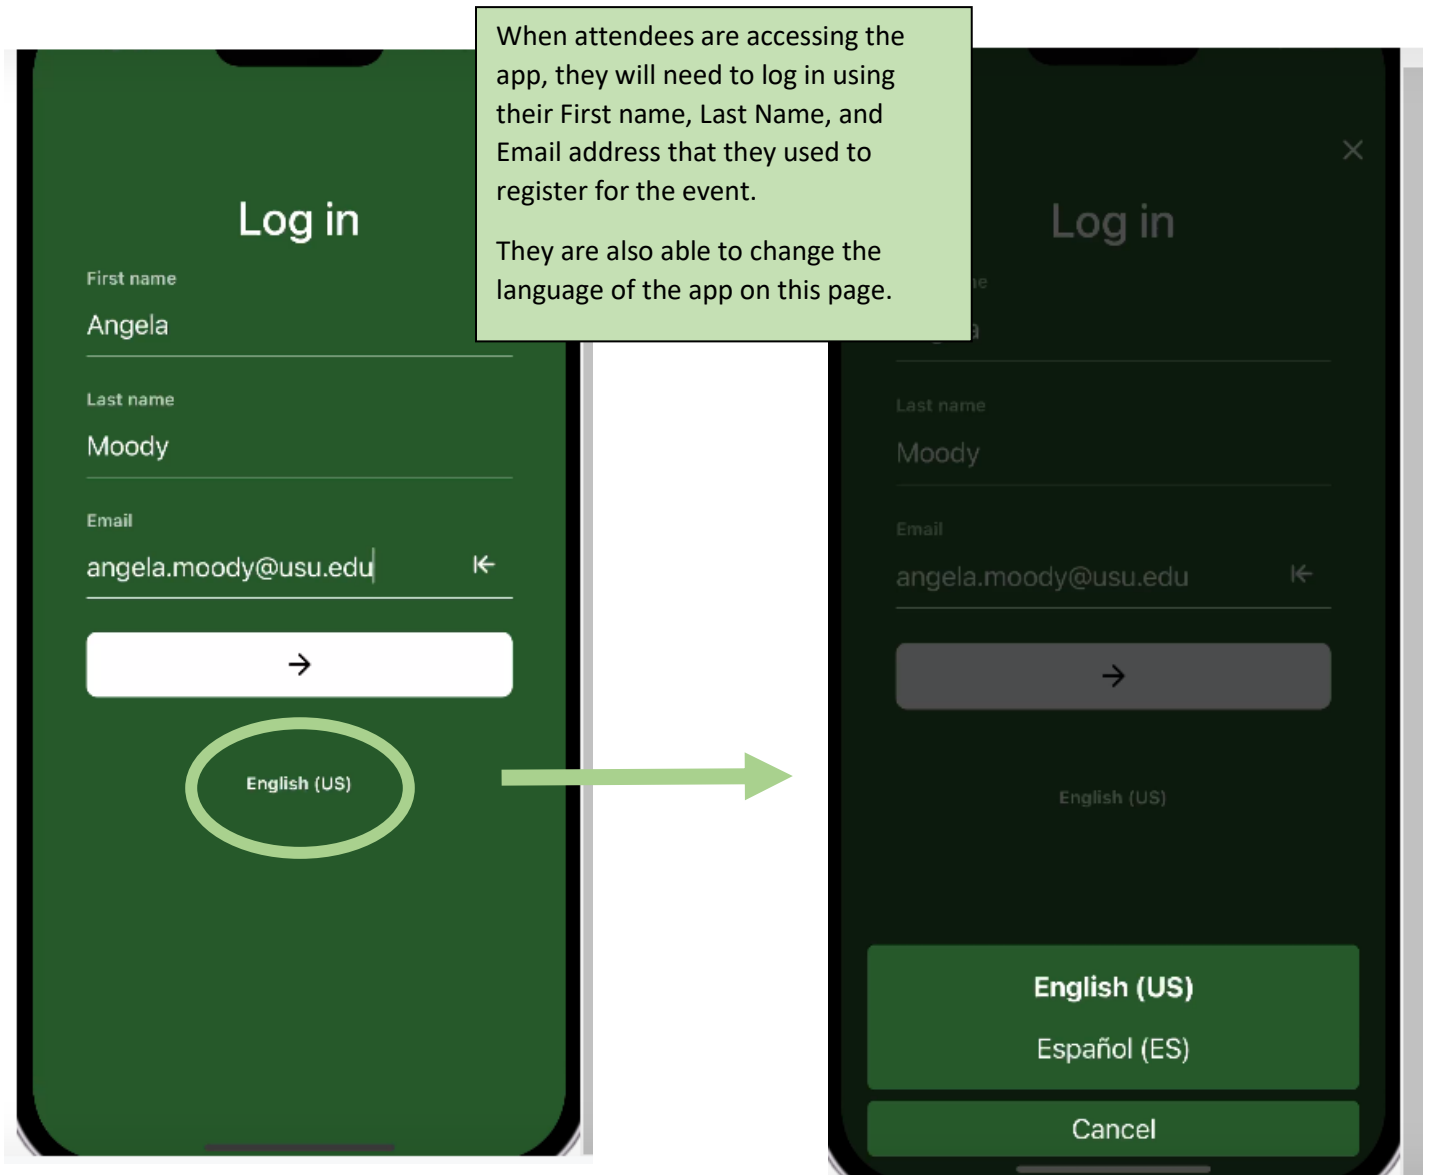 When attendees are accessing the
app, they will need to log in using
their First name, Last Name, and
Email address that they used to
register for the event.
They are also able to change the
language of the app on this page.
Log in
First name
Angela
Last name
Moody
Email
angela.moody@usu.edu
English (US)
Log in
Last name
Moody
Email
angela.moody@usu.edu
English (US)
English (US)
Español (ES)
Cancel